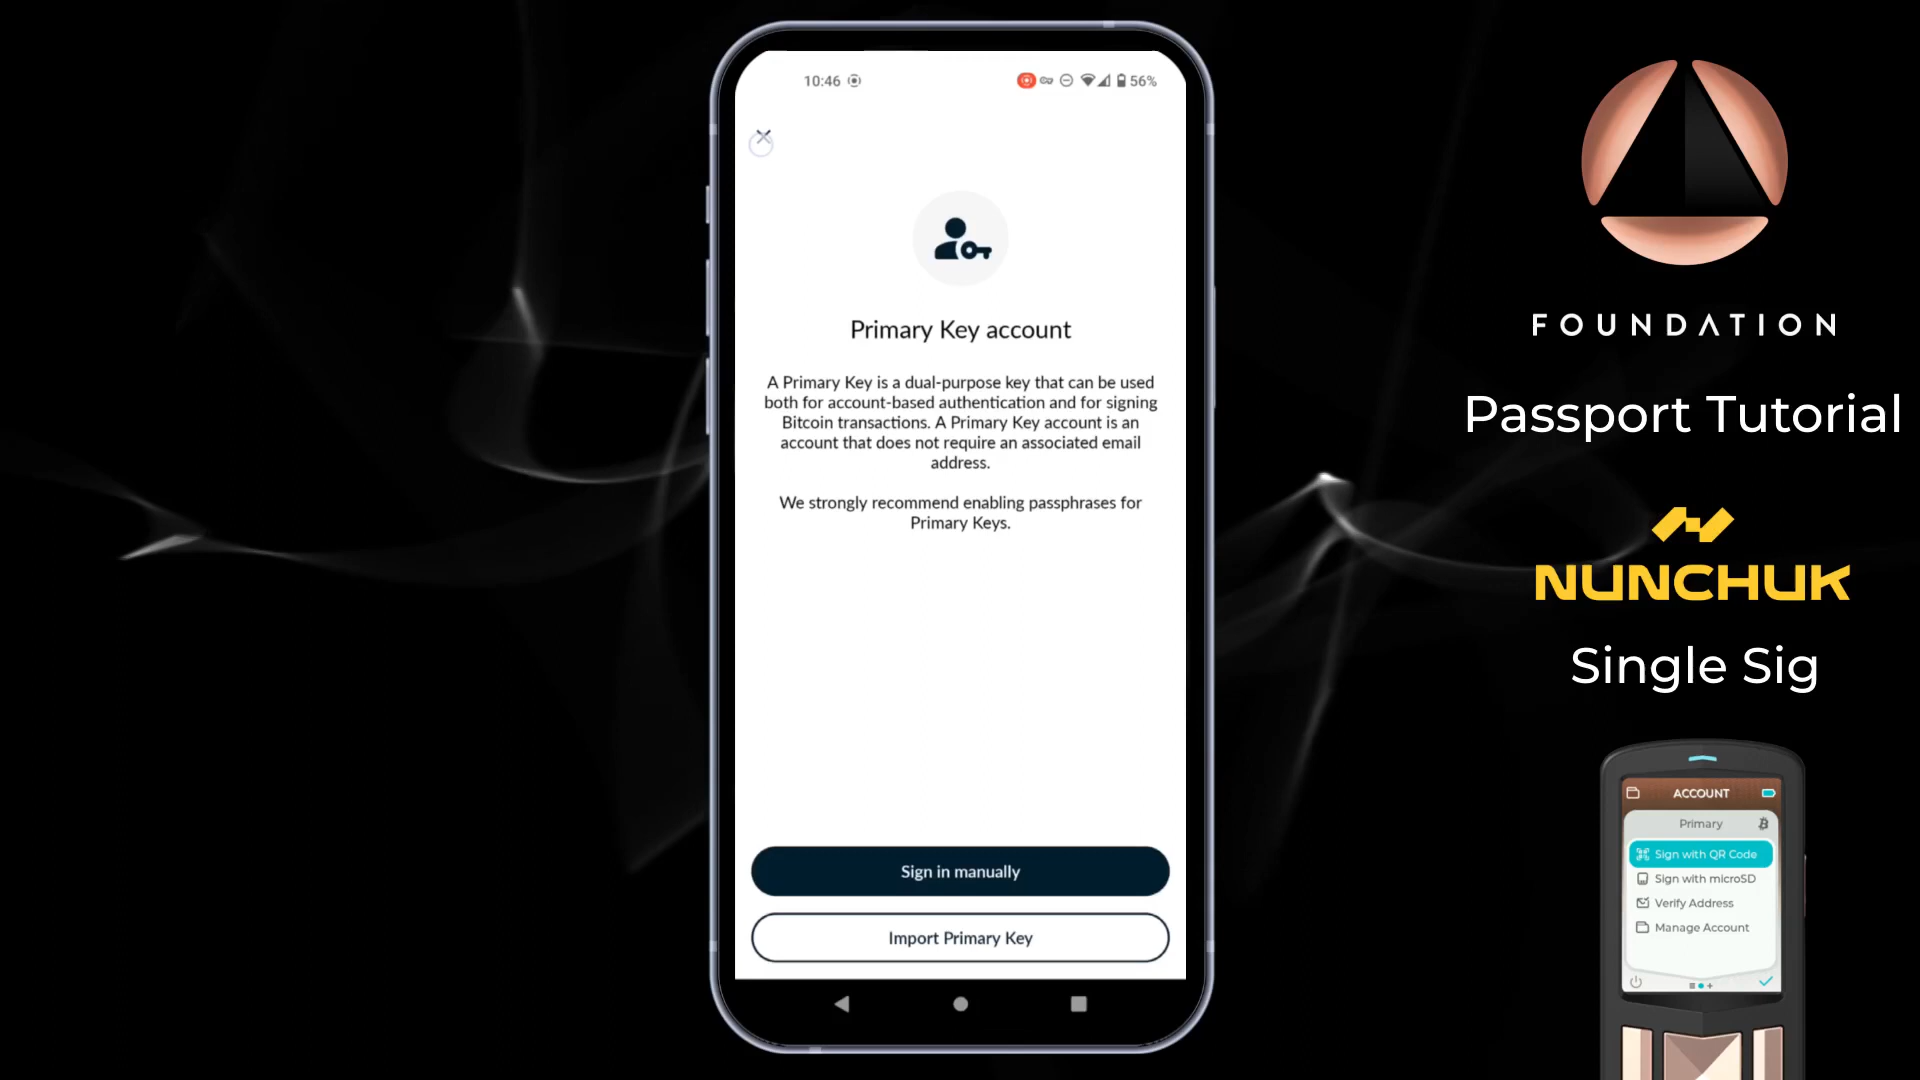 10:46
56%
Primary Key account
A Primary Key is a dual-purpose key that can be used
both for account-based authentication and for signing
Bitcoin transactions. A Primary Key account is an
account that does not require an associated email
address.
We strongly recommend enabling passphrases for
Primary Keys.
Sign in manually
Import Primary Key
FOUNDATION
Passport Tutorial
NUNCHUK
Single Sig
ACCOUNT
Primary
Sign with QR Code
Sign with microSD
Verify Address
Manage Account